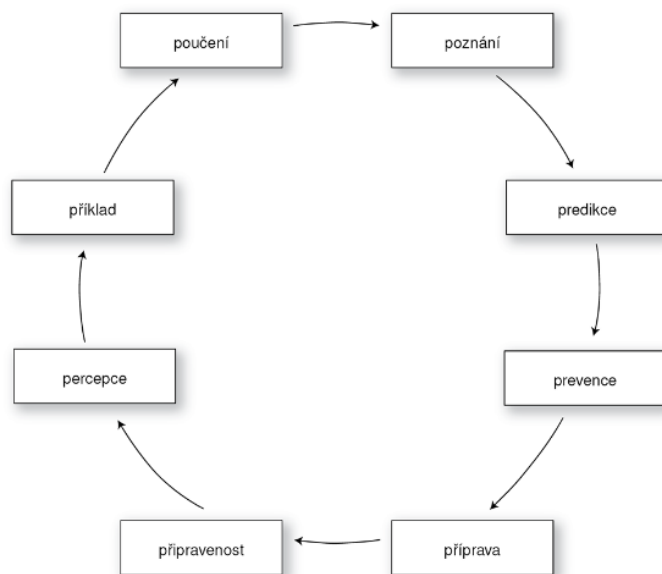 poučení
poznání
příklad
predikce
percepce
prevence
připravenost
příprava